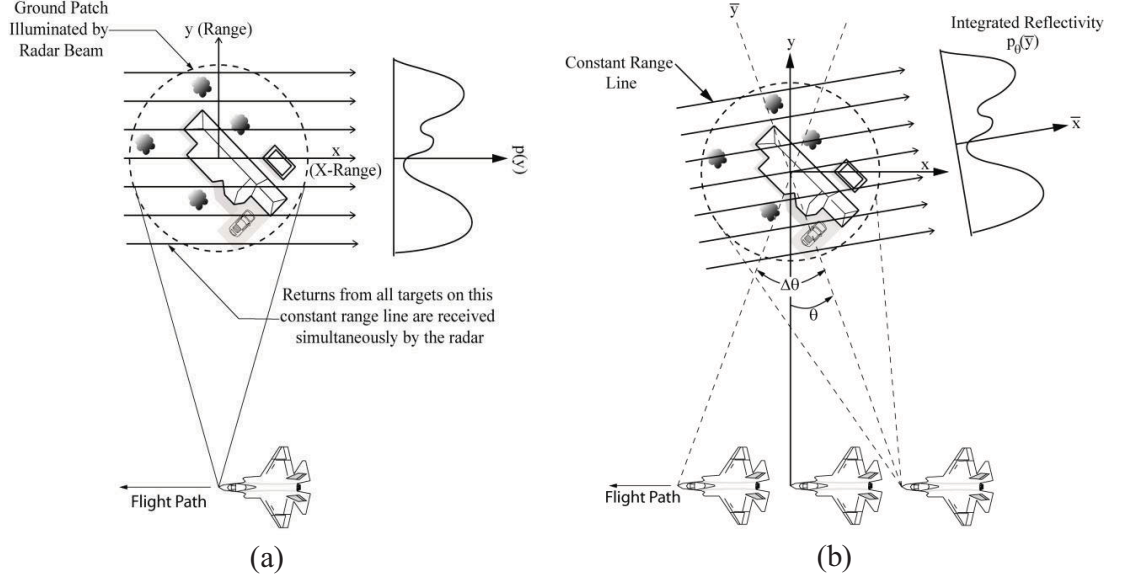 Ground Patch
Illuminated by
Radar Beam
y (Range)
x
(X-Range)
p(y)
Returns from all targets on this
constant range line are received
simultaneously by the radar
Flight Path
(a)
y̅
y
Constant Range
Line
Integrated Reflectivity
pθ(y̅)
x̅
x
Δθ
θ
Flight Path
(b)